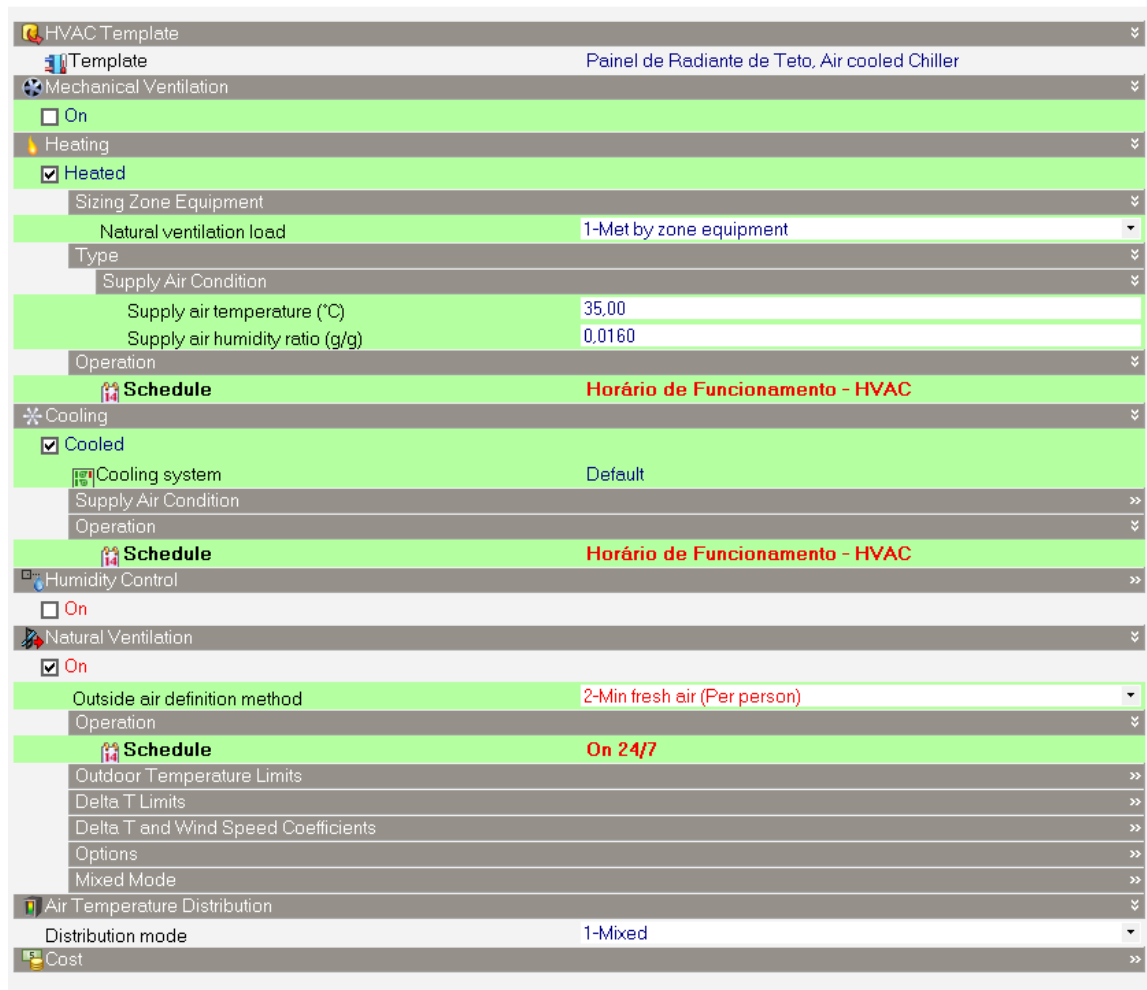 HVAC Template
Template Painel de Radiante de Teto, Air cooled Chiller
Mechanical Ventilation
On
Heating
Heated
Sizing Zone Equipment
Natural ventilation load 1-Met by zone equipment
Type
Supply Air Condition
Supply air temperature (°C) 35,00
Supply air humidity ratio (g/g) 0,0160
Operation
Schedule Horário de Funcionamento - HVAC
Cooling
Cooled
Cooling system Default
Supply Air Condition
Operation
Schedule Horário de Funcionamento - HVAC
Humidity Control
On
Natural Ventilation
On
Outside air definition method 2-Min fresh air (Per person)
Operation
Schedule On 24/7
Outdoor Temperature Limits
Delta T Limits
Delta T and Wind Speed Coefficients
Options
Mixed Mode
Air Temperature Distribution
Distribution mode 1-Mixed
Cost